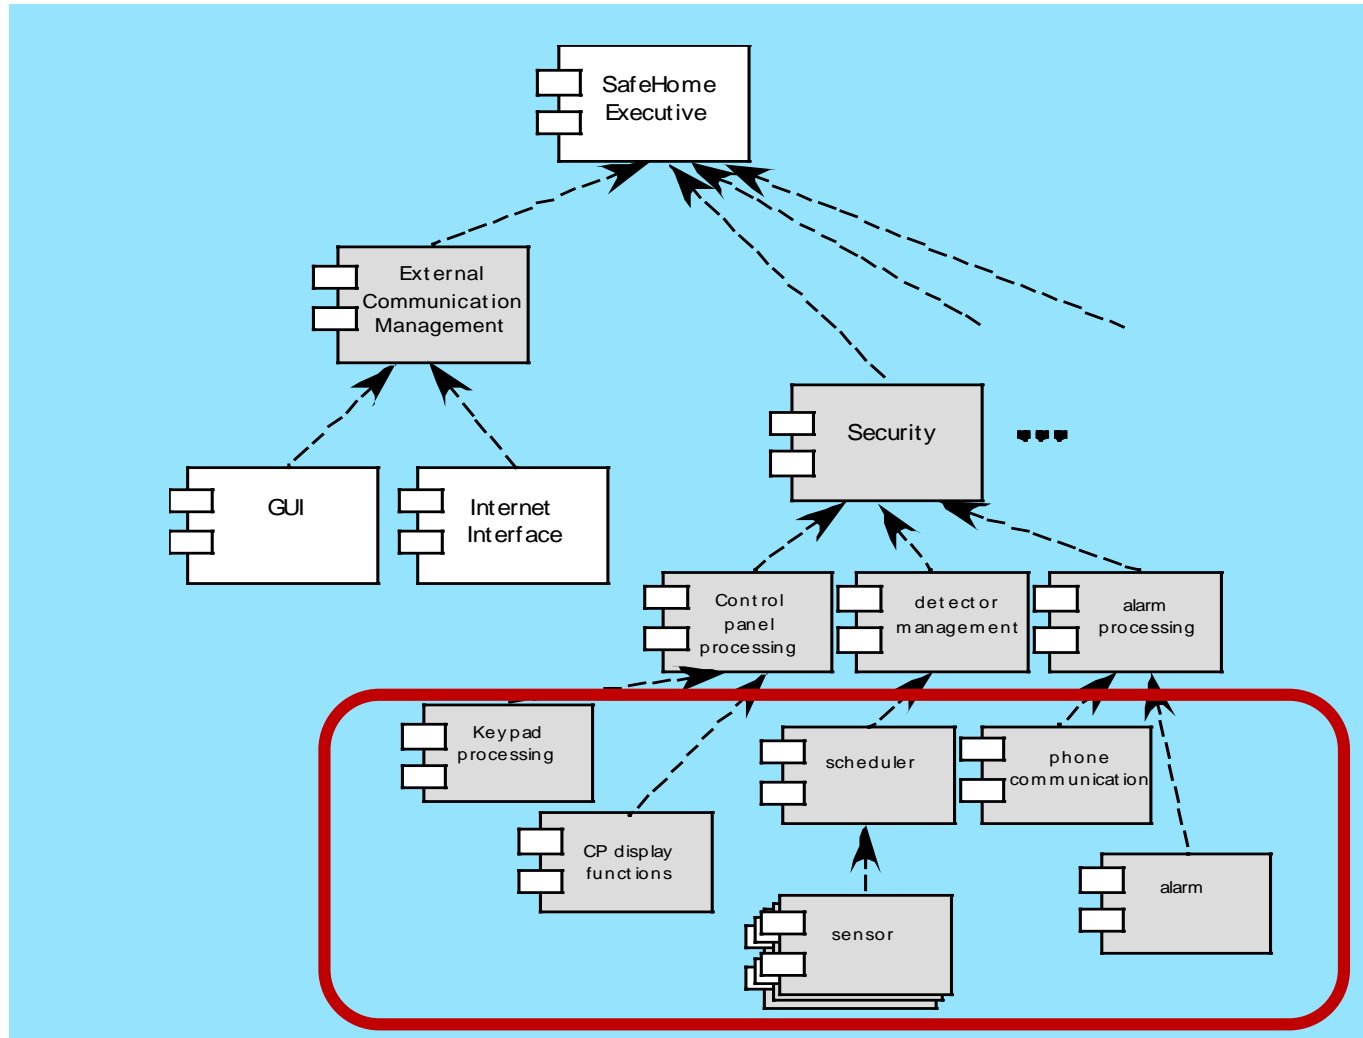 SafeHome
Executive
External
Communication
Management
Security
GUI
Internet
Interface
Control
panel
processing
detector
management
alarm
processing
Keypad
processing
scheduler
phone
communication
CP display
functions
alarm
sensor